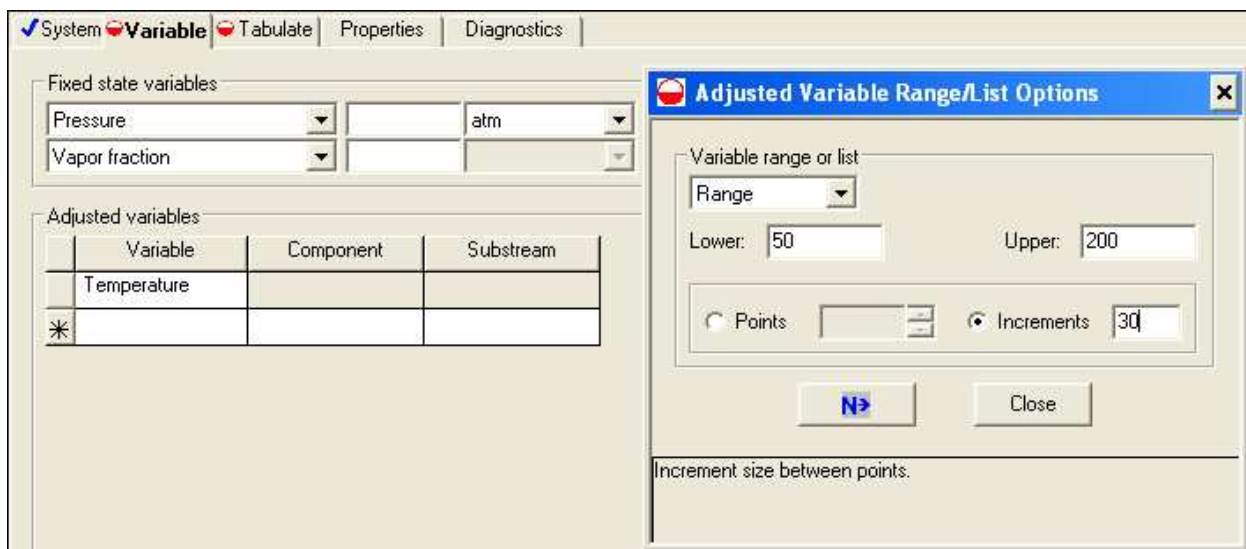 System Variable Tabulate Properties Diagnostics
Fixed state variables
Pressure atm
Vapor fraction
Adjusted variables
Variable Component Substream
Temperature
*
Adjusted Variable Range/List Options
Variable range or list
Range
Lower: 50 Upper: 200
Points Increments 30
N Close
Increment size between points.